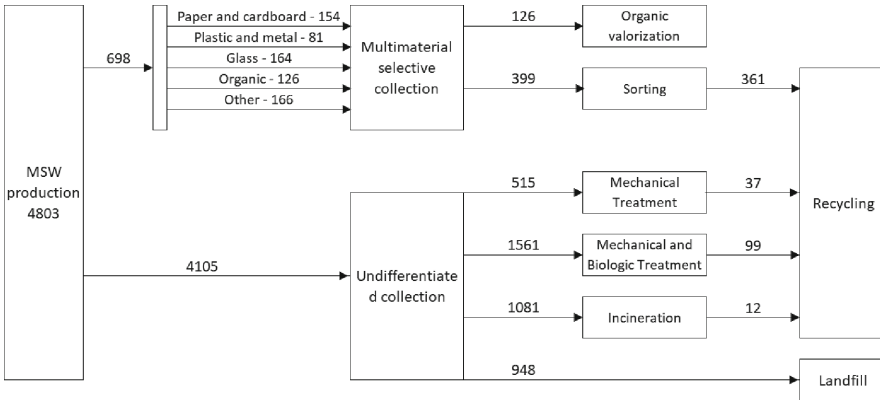 MSW
production
4803
698
Paper and cardboard - 154
Plastic and metal - 81
Glass - 164
Organic - 126
Other - 166
Multimaterial
selective
collection
126
Organic
valorization
399
Sorting
361
4105
Undifferentiate
d collection
515
Mechanical
Treatment
37
1561
Mechanical and
Biologic Treatment
99
1081
Incineration
12
Recycling
948
Landfill